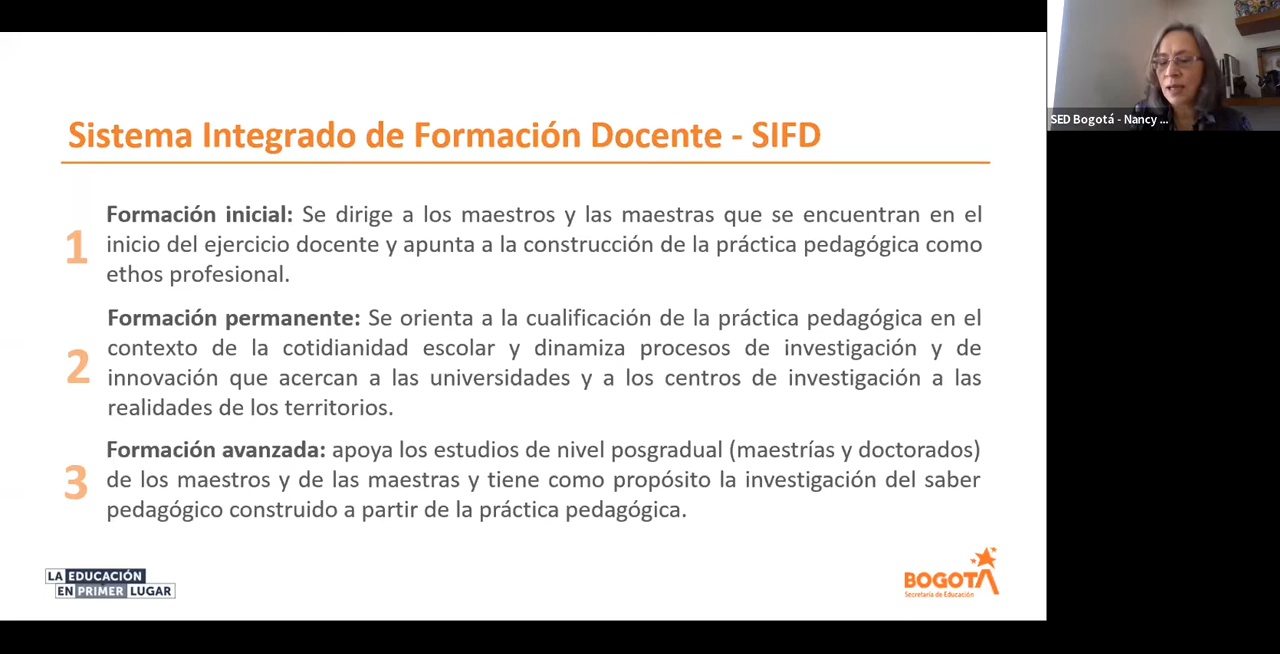 Sistema Integrado de Formación Docente - SIFD
1
Formación inicial: Se dirige a los maestros y las maestras que se encuentran en el
inicio del ejercicio docente y apunta a la construcción de la práctica pedagógica como
ethos profesional.
2
Formación permanente: Se orienta a la cualificación de la práctica pedagógica en el
contexto de la cotidianidad escolar y dinamiza procesos de investigación y de
innovación que acercan a las universidades y a los centros de investigación a las
realidades de los territorios.
3
Formación avanzada: apoya los estudios de nivel posgradual (maestrías y doctorados)
de los maestros y de las maestras y tiene como propósito la investigación del saber
pedagógico construido a partir de la práctica pedagógica.
LA EDUCACIÓN
EN PRIMER LUGAR
BOGOTÁ
Secretaría de Educación
SED Bogotá - Nancy ...